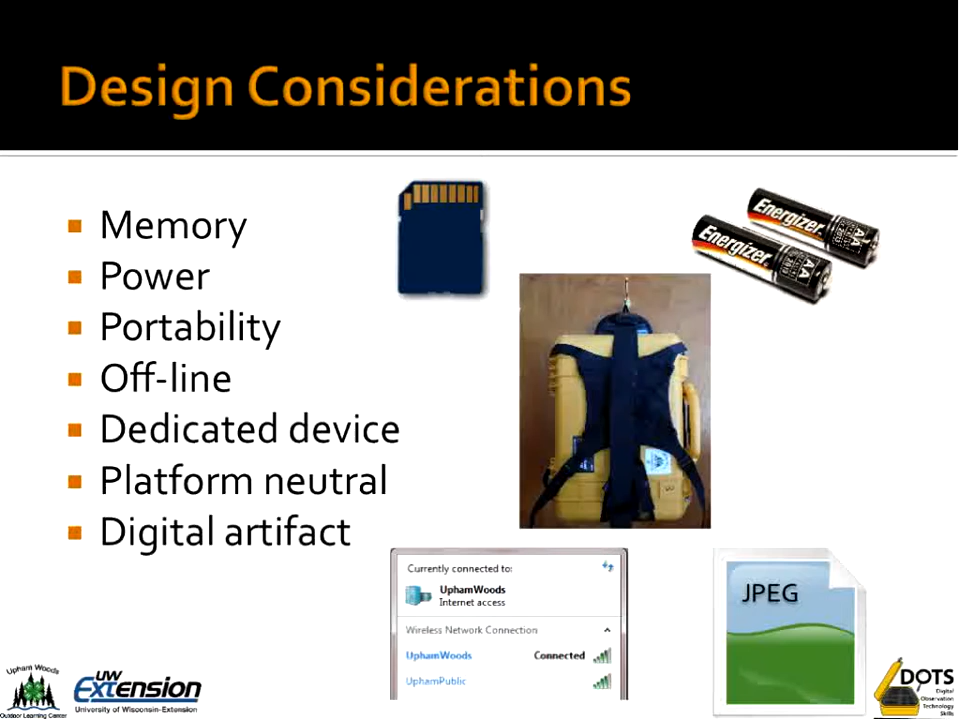 Design Considerations
Memory
Power
Portability
Off-line
Dedicated device
Platform neutral
Digital artifact
Energizer
AA
Energizer
AA
Currently connected to:
UphamWoods
Internet access
Wireless Network Connection
UphamWoods Connected
UphamPublic
JPEG
Upham Woods
Outdoor Learning Center
UW
Extension
University of Wisconsin-Extension
DOTS
Digital
Observation
Technology
Skills